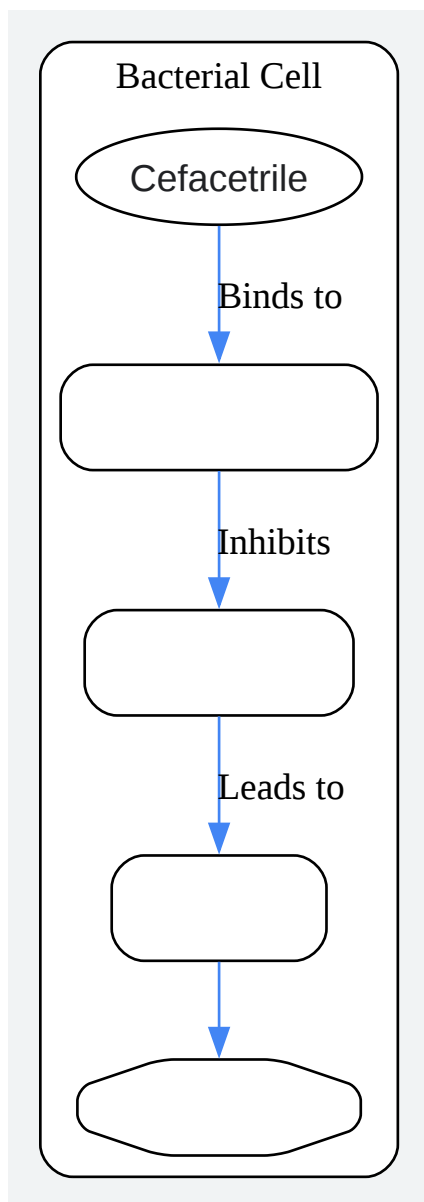 Bacterial Cell
Cefacetrile
Binds to
Inhibits
Leads to